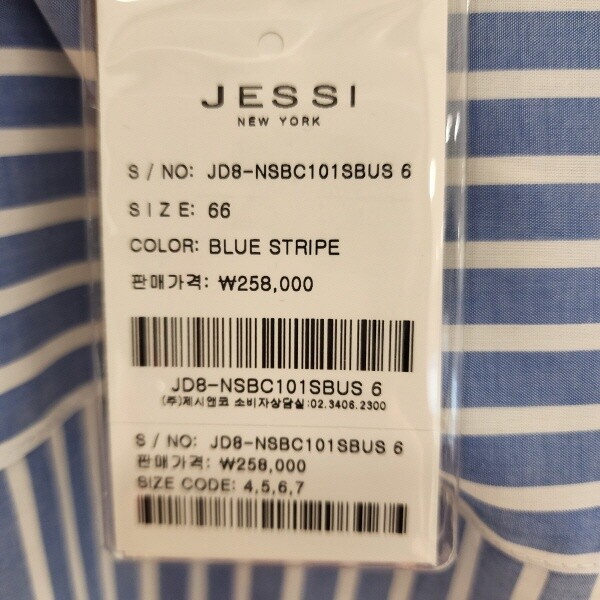 JESSI
NEW YORK
S / NO: JD8-NSBC101SBUS 6
SIZE: 66
COLOR: BLUE STRIPE
판매가격: ₩258,000
JD8-NSBC101SBUS 6
(주)제시앤코 소비자상담실:02.3406.2300
S / NO: JD8-NSBC101SBUS 6
판매가격: ₩258,000
SIZE CODE: 4,5,6,7